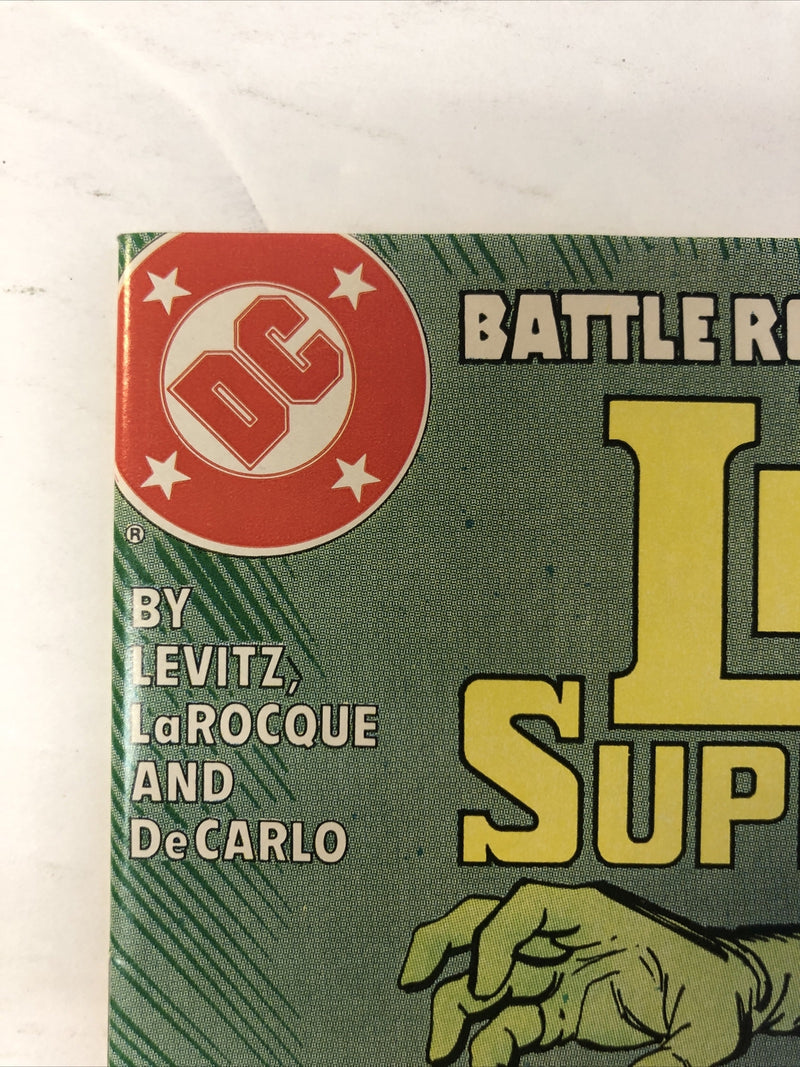 DC
®
BATTLE R
L
SUP
BY
LEVITZ,
LaROCQUE
AND
DeCARLO